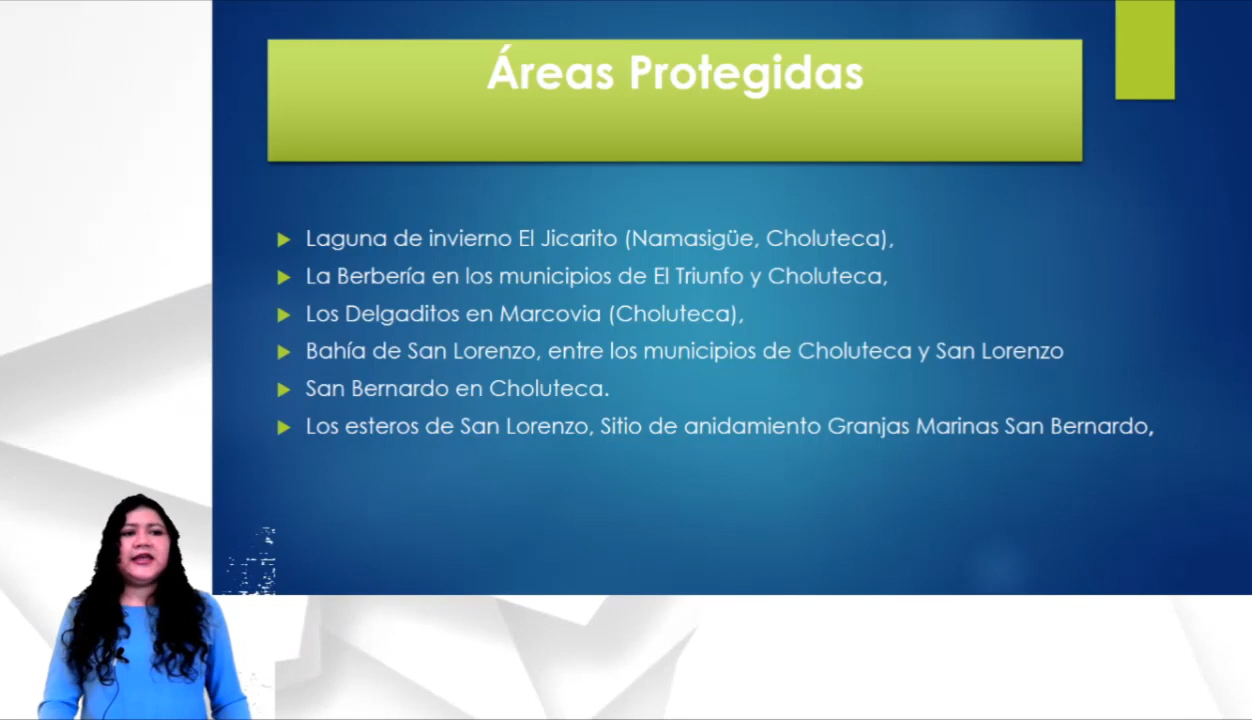 Áreas Protegidas
Laguna de invierno El Jicarito (Namasigüe, Choluteca),
La Berbería en los municipios de El Triunfo y Choluteca,
Los Delgaditos en Marcovia (Choluteca),
Bahía de San Lorenzo, entre los municipios de Choluteca y San Lorenzo
San Bernardo en Choluteca.
Los esteros de San Lorenzo, Sitio de anidamiento Granjas Marinas San Bernardo,